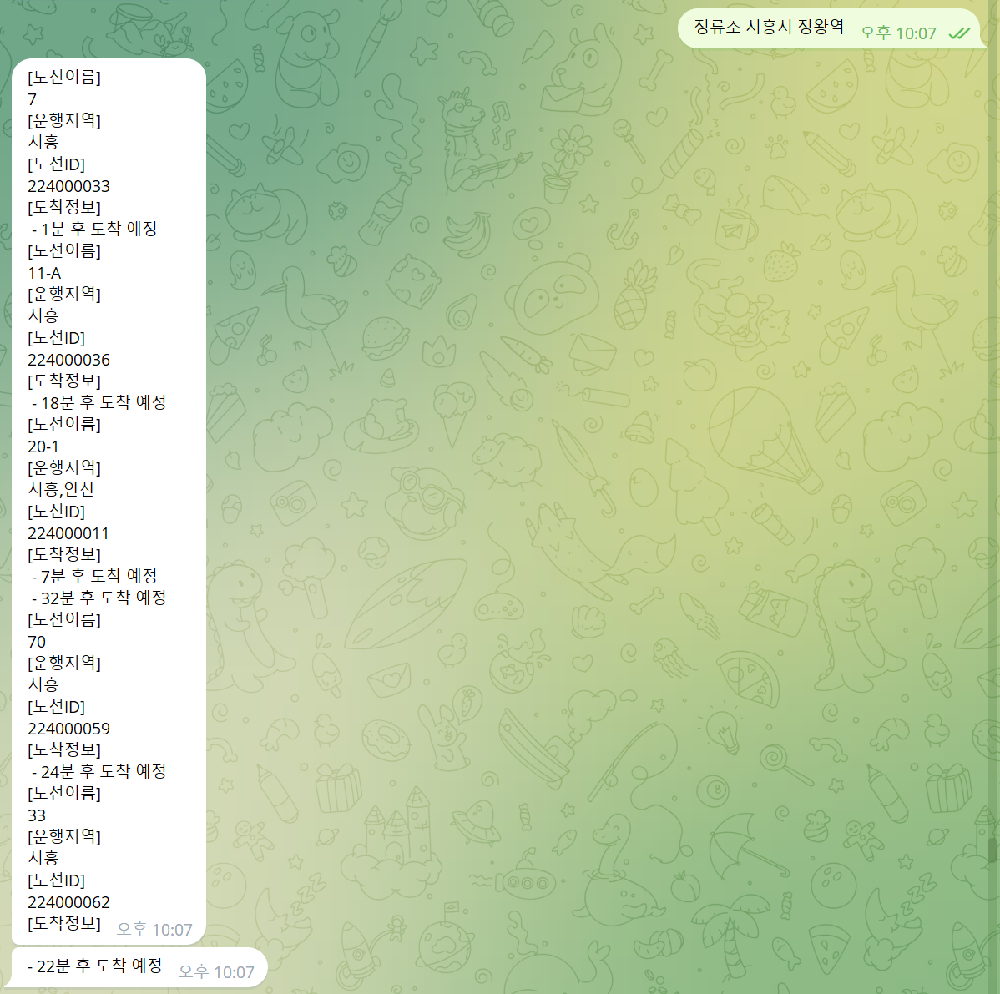 정류소 시흥시 정왕역 오후 10:07
[노선이름]
7
[운행지역]
시흥
[노선ID]
224000033
[도착정보]
- 1분 후 도착 예정
[노선이름]
11-A
[운행지역]
시흥
[노선ID]
224000036
[도착정보]
- 18분 후 도착 예정
[노선이름]
20-1
[운행지역]
시흥,안산
[노선ID]
224000011
[도착정보]
- 7분 후 도착 예정
- 32분 후 도착 예정
[노선이름]
70
[운행지역]
시흥
[노선ID]
224000059
[도착정보]
- 24분 후 도착 예정
[노선이름]
33
[운행지역]
시흥
[노선ID]
224000062
[도착정보] 오후 10:07
- 22분 후 도착 예정 오후 10:07